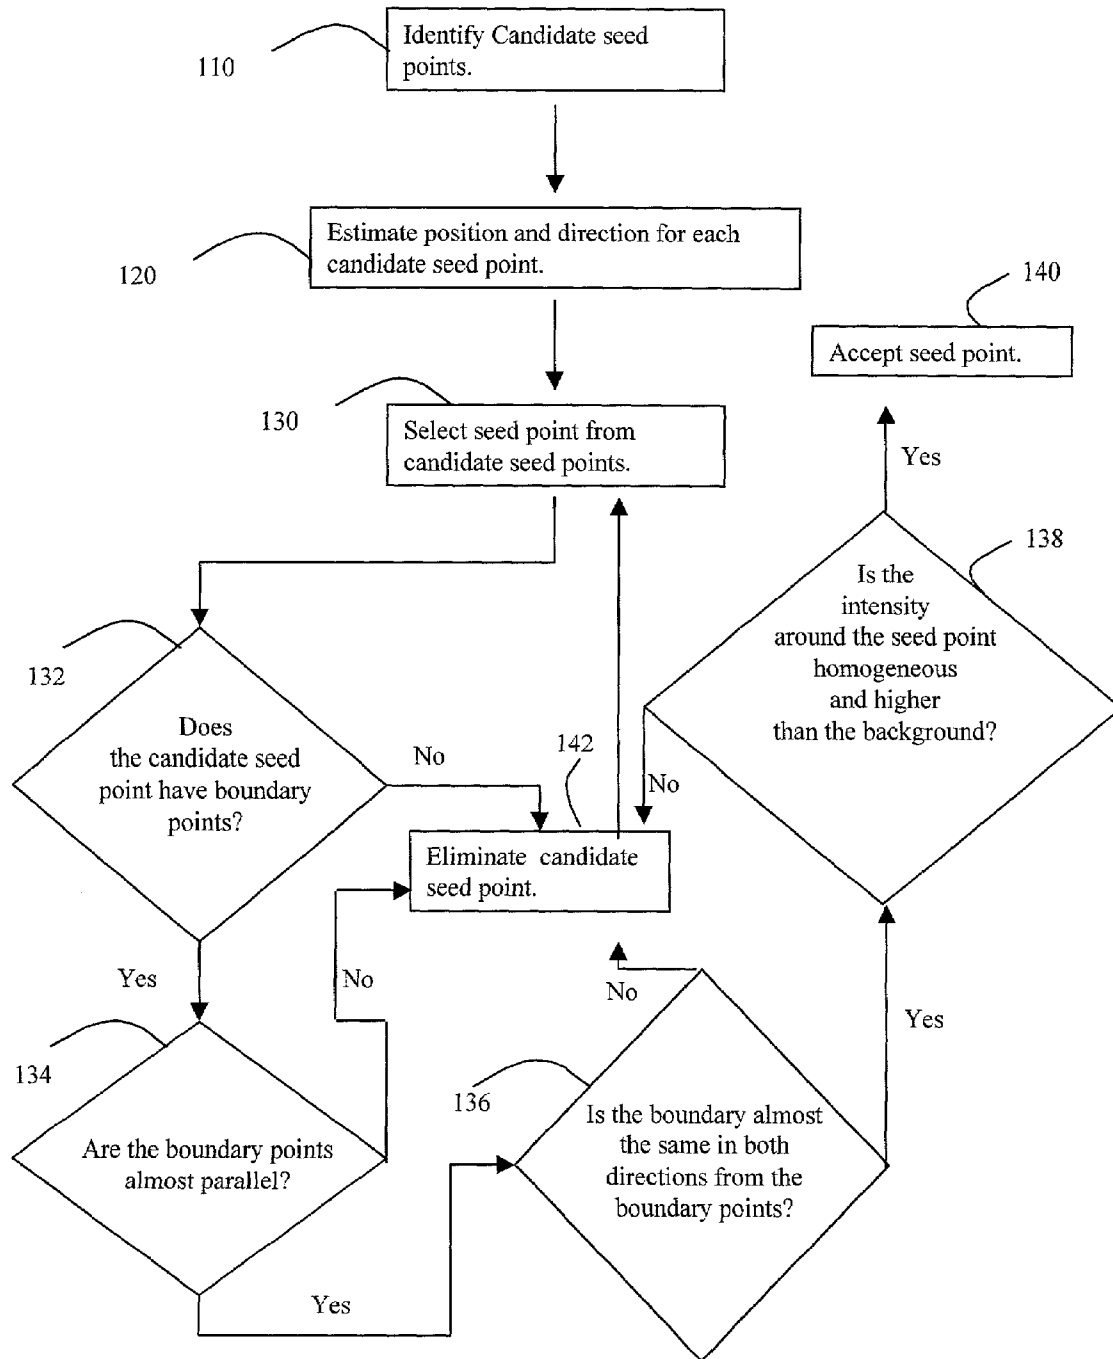 Identify Candidate seed
points.
110
Estimate position and direction for each
candidate seed point.
120
140
Accept seed point.
130
Select seed point from
candidate seed points.
Yes
138
Is the
intensity
around the seed point
homogeneous
and higher
than the background?
132
Does
the candidate seed
point have boundary
points?
No
142
No
Eliminate candidate
seed point.
Yes
No
No
Yes
134
Are the boundary points
almost parallel?
136
Is the boundary almost
the same in both
directions from the
boundary points?
Yes